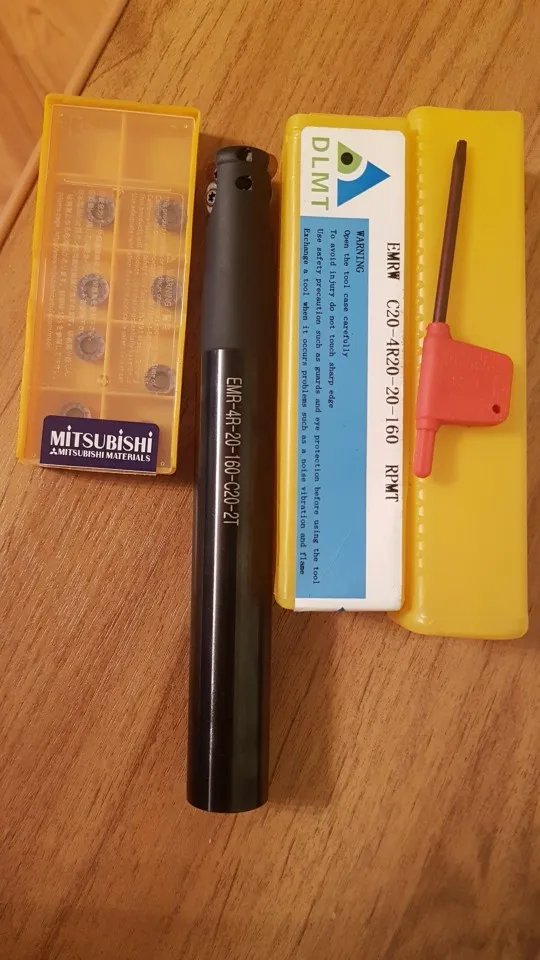 MITSUBISHI
MITSUBISHI MATERIALS
EMR-4R-20-160-C20-2T
DLMT
EMRW C20-4R20-20-160 RPMT
WARNING
Open the tool case carefully
To avoid injury do not touch sharp edge
Use safety precaution such as guards and eye protection before using the tool
Exchange a tool when it occurs problems such as a noise vibration and flame